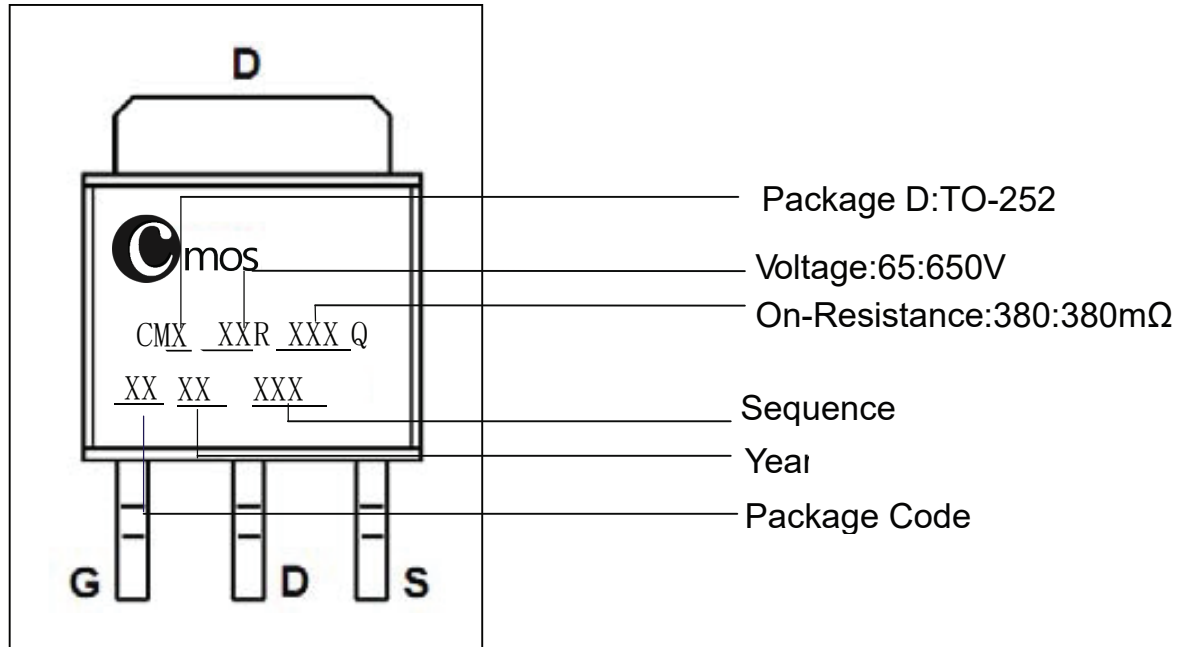 D
Cmos
CMX XXR XXX Q
XX XX XXX
G D S
Package D:TO-252
Voltage:65:650V
On-Resistance:380:380mΩ
Sequence
Year
Package Code